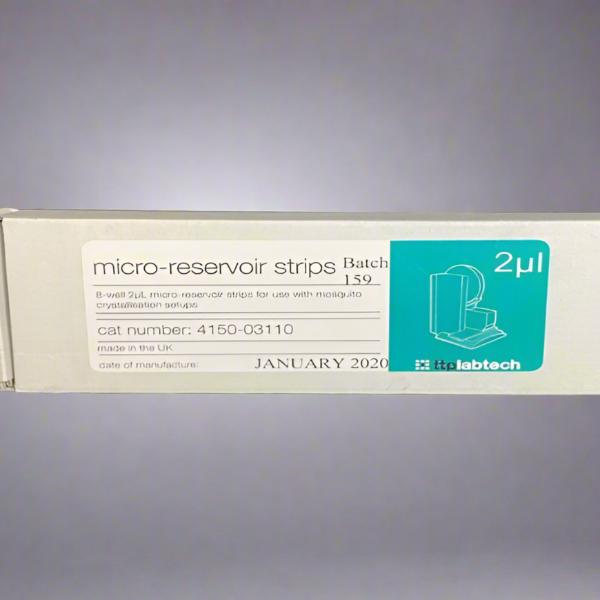 micro-reservoir strips Batch
159
8-well 2µL micro-reservoir strips for use with mosquito
crystallisation setups
cat number: 4150-03110
made in the UK
date of manufacture: JANUARY 2020
2µl
ttplabtech